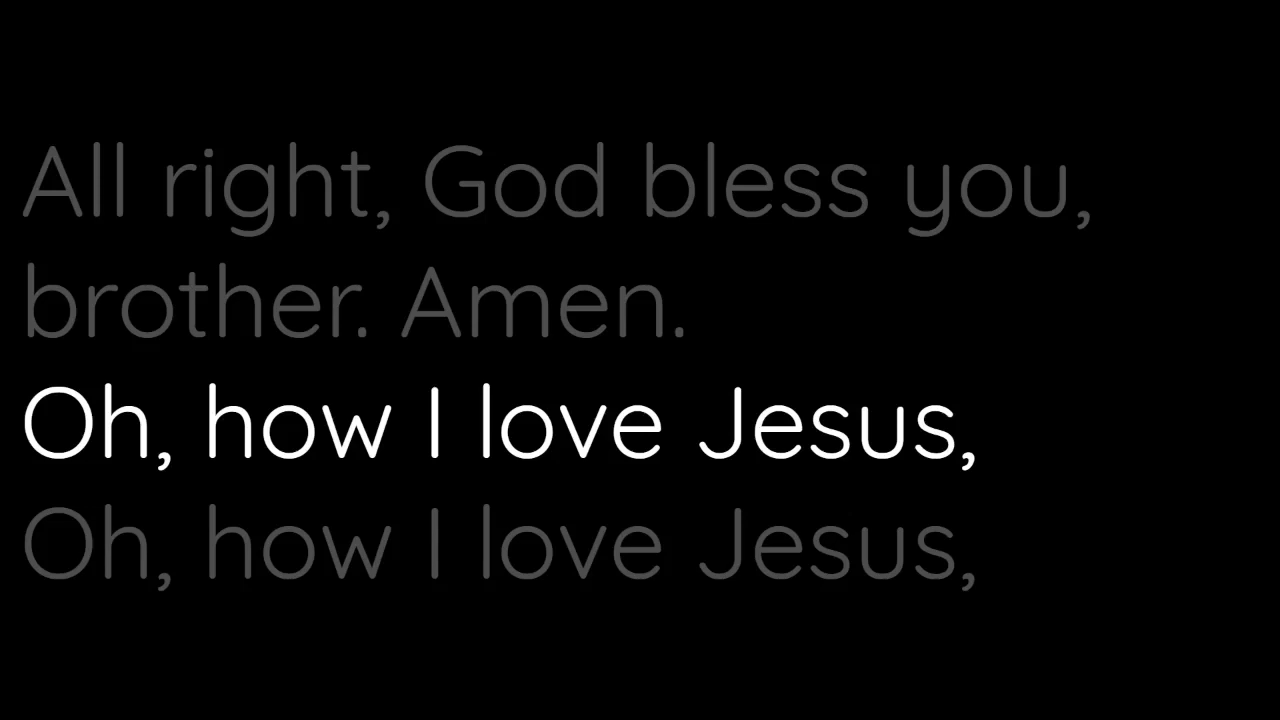 All right, God bless you,
brother. Amen.
Oh, how I love Jesus,
Oh, how I love Jesus,